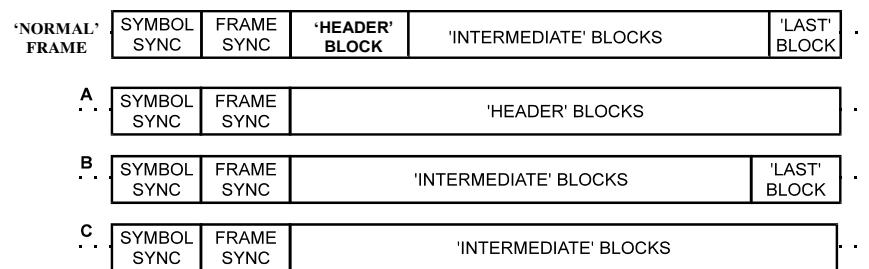 'NORMAL' FRAME
SYMBOL SYNC
FRAME SYNC
'HEADER' BLOCK
'INTERMEDIATE' BLOCKS
'LAST' BLOCK
A
SYMBOL SYNC
FRAME SYNC
'HEADER' BLOCKS
B
SYMBOL SYNC
FRAME SYNC
'INTERMEDIATE' BLOCKS
'LAST' BLOCK
C
SYMBOL SYNC
FRAME SYNC
'INTERMEDIATE' BLOCKS